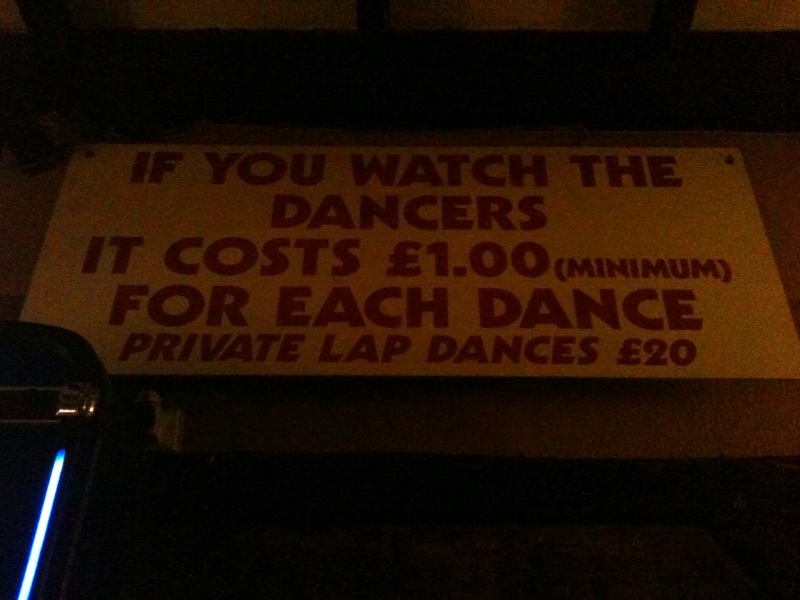 IF YOU WATCH THE
DANCERS
IT COSTS £1.00 (MINIMUM)
FOR EACH DANCE
PRIVATE LAP DANCES £20